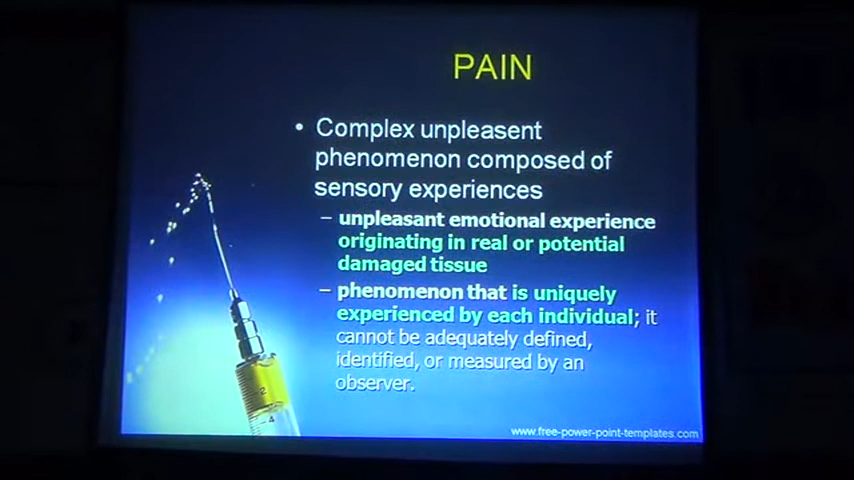 PAIN
• Complex unpleasent
phenomenon composed of
sensory experiences
– unpleasant emotional experience
originating in real or potential
damaged tissue
– phenomenon that is uniquely
experienced by each individual; it
cannot be adequately defined,
identified, or measured by an
observer.
2
4
www.free-power-point-templates.com